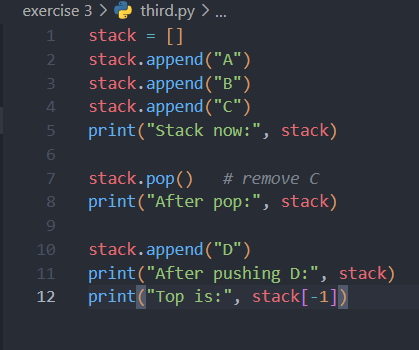 exercise 3 > third.py > ...
1 stack = []
2 stack.append("A")
3 stack.append("B")
4 stack.append("C")
5 print("Stack now:", stack)
6
7 stack.pop()   # remove C
8 print("After pop:", stack)
9
10 stack.append("D")
11 print("After pushing D:", stack)
12 print("Top is:", stack[-1])